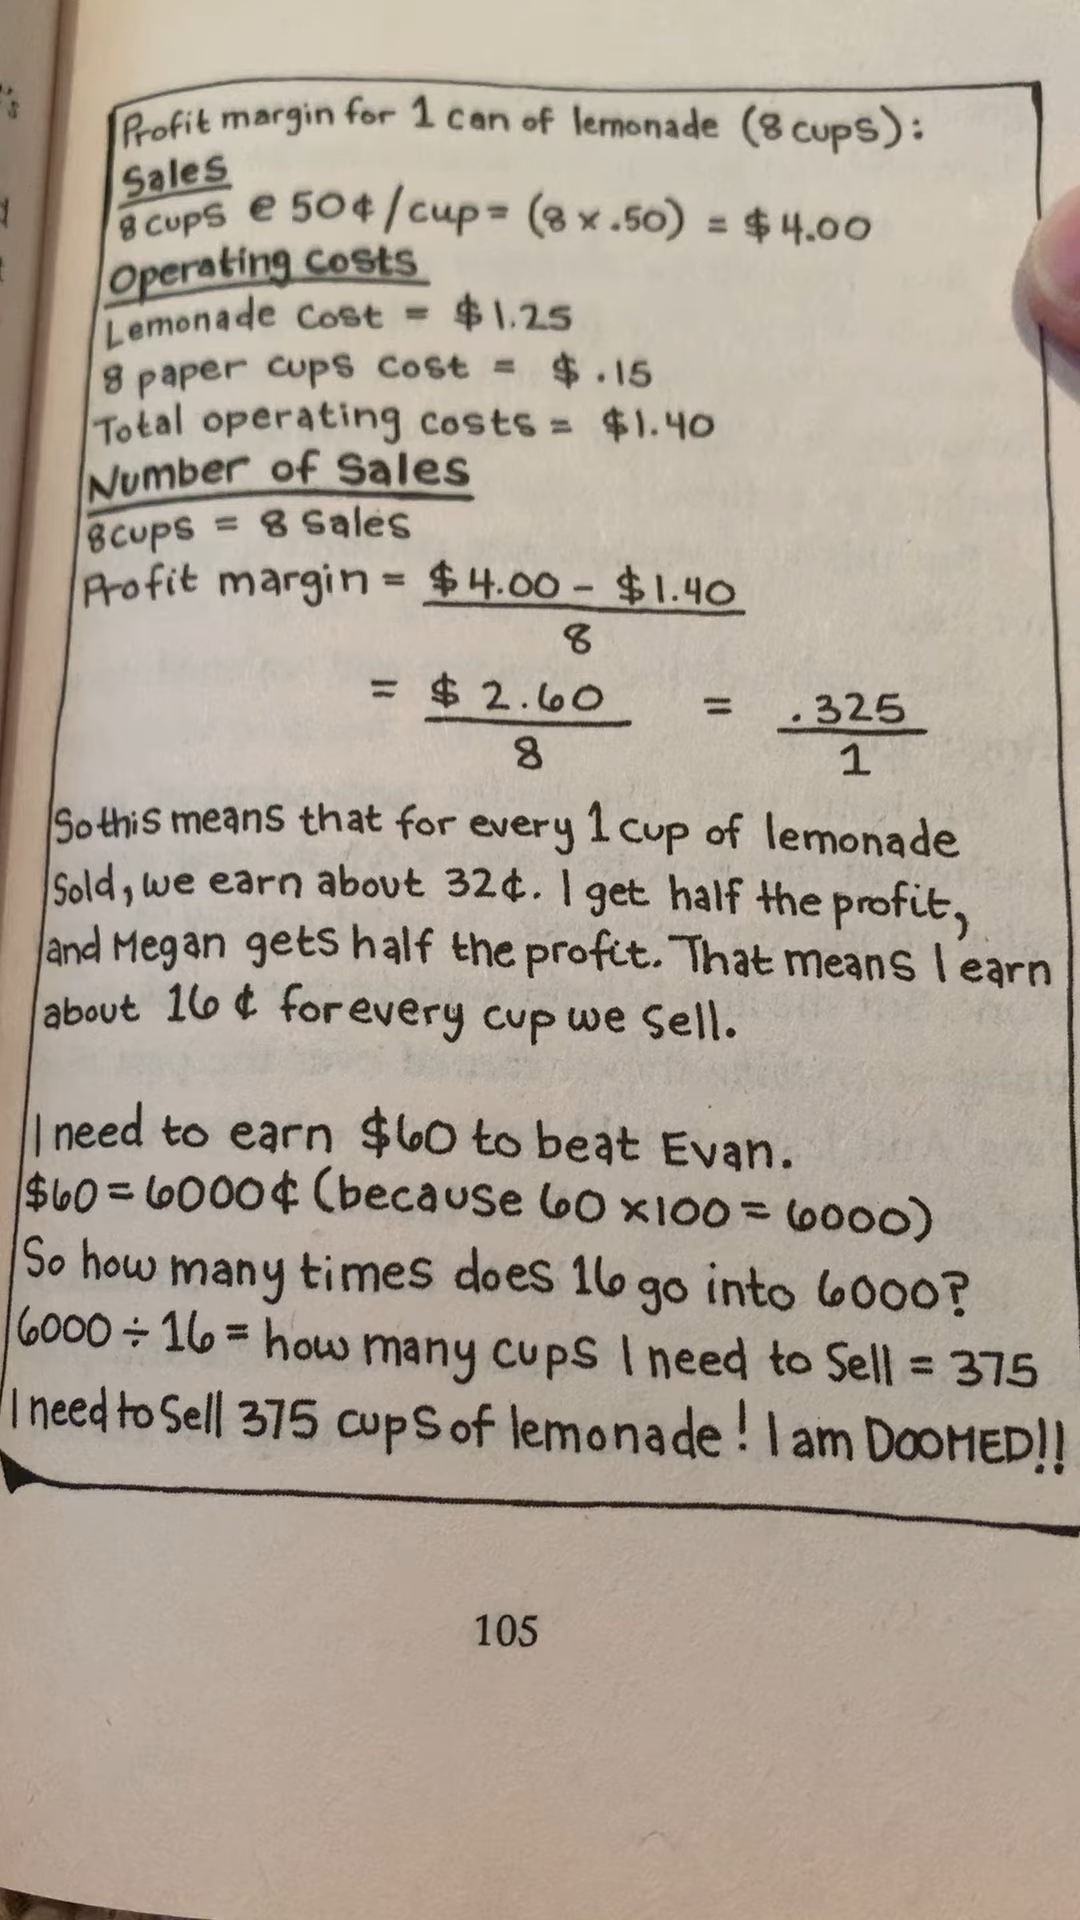 Profit margin for 1 can of lemonade (8 cups):
Sales
8 cups @ 50¢/cup = (8 x .50) = $4.00
Operating costs
Lemonade cost = $1.25
8 paper cups cost = $.15
Total operating costs = $1.40
Number of Sales
8 cups = 8 sales
Profit margin = $4.00 - $1.40
8
= $2.60 = .325
8 1
So this means that for every 1 cup of lemonade
sold, we earn about 32¢. I get half the profit,
and Megan gets half the profit. That means I earn
about 16¢ for every cup we sell.
I need to earn $60 to beat Evan.
$60 = 6000¢ (because 60 x 100 = 6000)
So how many times does 16 go into 6000?
6000 ÷ 16 = how many cups I need to sell = 375
I need to sell 375 cups of lemonade! I am DOOMED!!
105